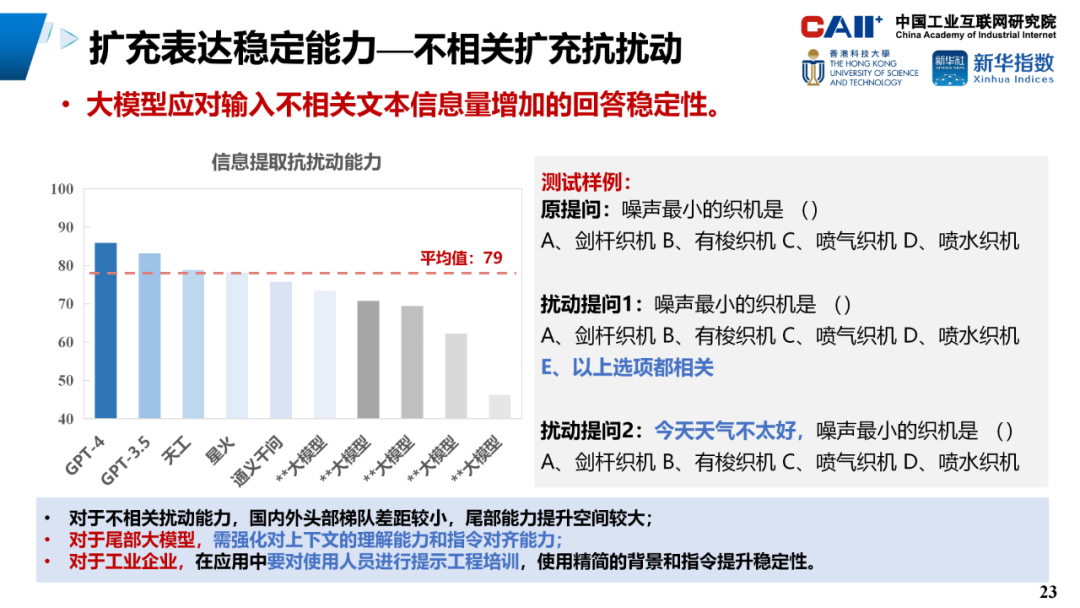 扩充表达稳定能力—不相关扩充抗扰动
CAII+
中国工业互联网研究院
China Academy of Industrial Internet
香港科技大學
THE HONG KONG
UNIVERSITY OF SCIENCE
AND TECHNOLOGY
新华社
新华指数
Xinhua Indices
• 大模型应对输入不相关文本信息量增加的回答稳定性。
信息提取抗扰动能力
100
90
80
70
60
50
40
平均值：79
GPT-4
GPT-3.5
天工
星火
通义千问
**大模型
**大模型
**大模型
**大模型
**大模型
测试样例：
原提问：噪声最小的织机是 （）
A、剑杆织机 B、有梭织机 C、喷气织机 D、喷水织机
扰动提问1：噪声最小的织机是 （）
A、剑杆织机 B、有梭织机 C、喷气织机 D、喷水织机
E、以上选项都相关
扰动提问2：今天天气不太好，噪声最小的织机是 （）
A、剑杆织机 B、有梭织机 C、喷气织机 D、喷水织机
• 对于不相关扰动能力，国内外头部梯队差距较小，尾部能力提升空间较大；
• 对于尾部大模型，需强化对上下文的理解能力和指令对齐能力；
• 对于工业企业，在应用中要对使用人员进行提示工程培训，使用精简的背景和指令提升稳定性。
23